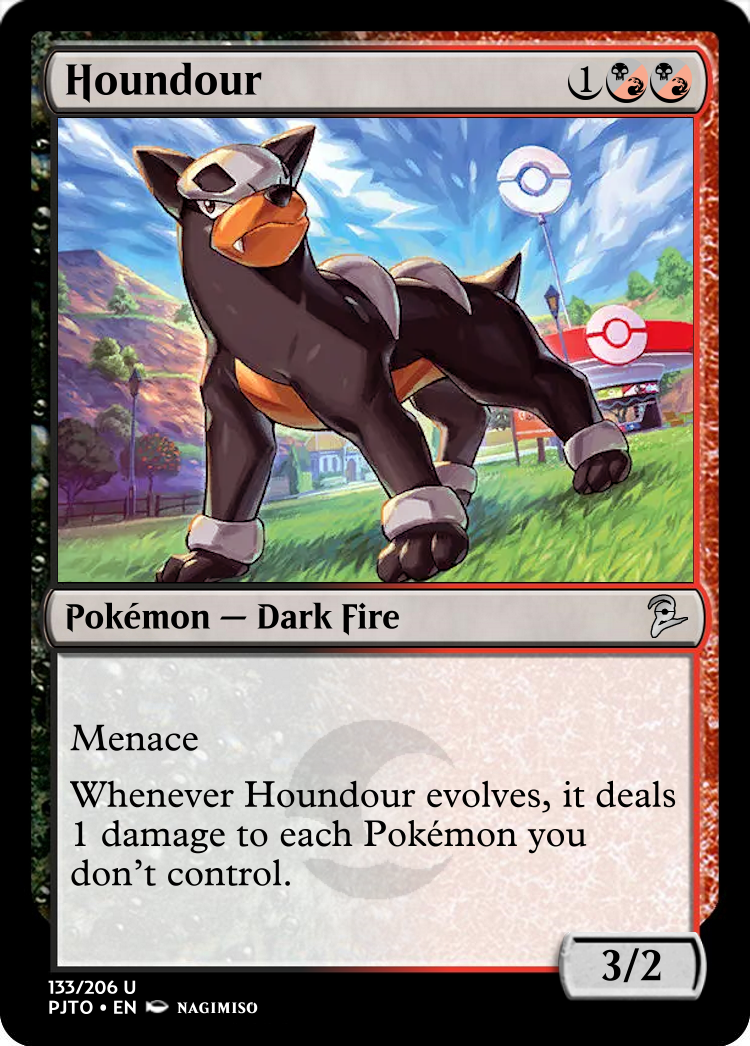 Houndour 1
Pokémon — Dark Fire
Menace
Whenever Houndour evolves, it deals
1 damage to each Pokémon you
don't control.
3/2
133/206 U
PJTO • EN NAGIMISO